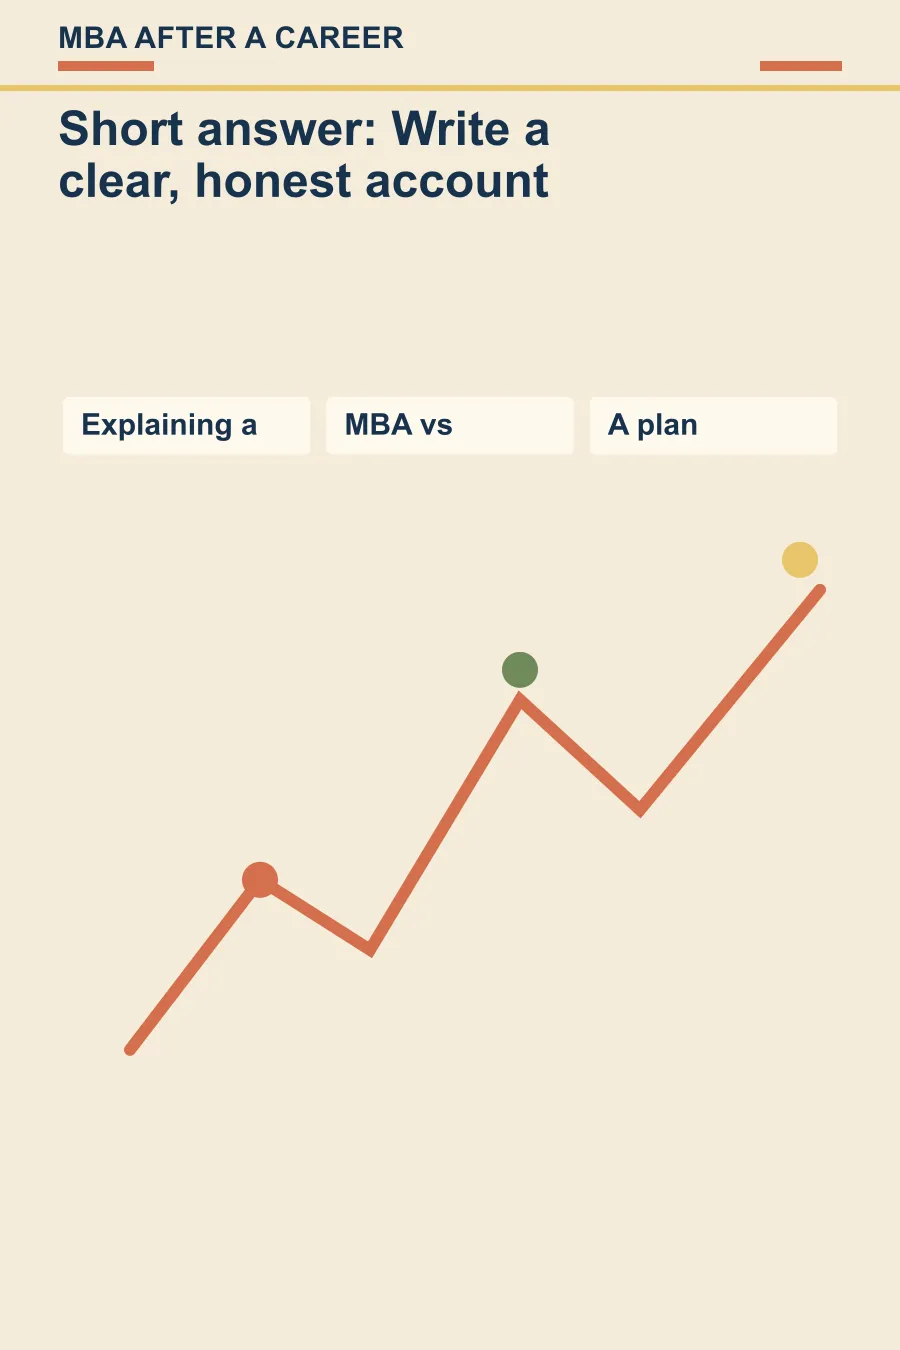 MBA AFTER A CAREER
Short answer: Write a
clear, honest account
Explaining a
MBA vs
A plan